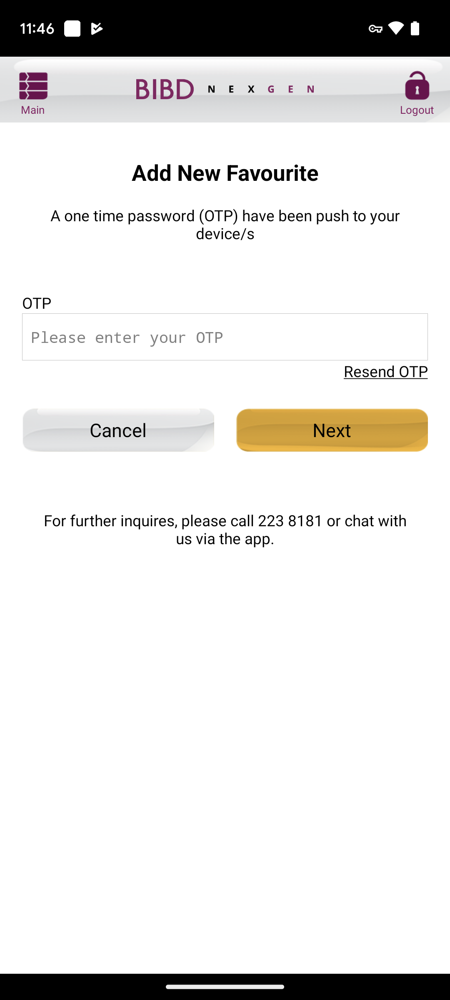 11:46
BIBD NEXGEN
Main
Logout
Add New Favourite
A one time password (OTP) have been push to your
device/s
OTP
Please enter your OTP
Resend OTP
Cancel
Next
For further inquires, please call 223 8181 or chat with
us via the app.